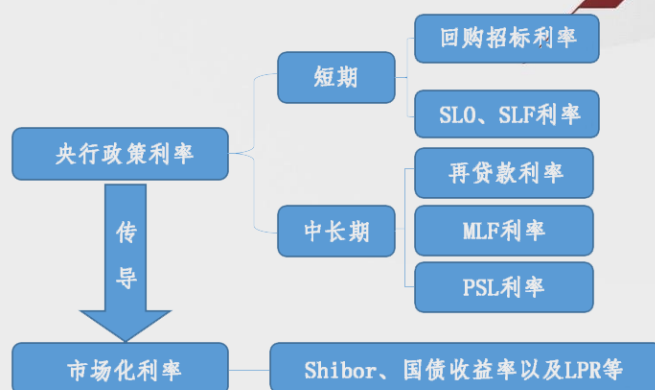 回购招标利率
短期
SLO、SLF利率
央行政策利率
再贷款利率
中长期
MLF利率
传导
PSL利率
市场化利率
Shibor、国债收益率以及LPR等